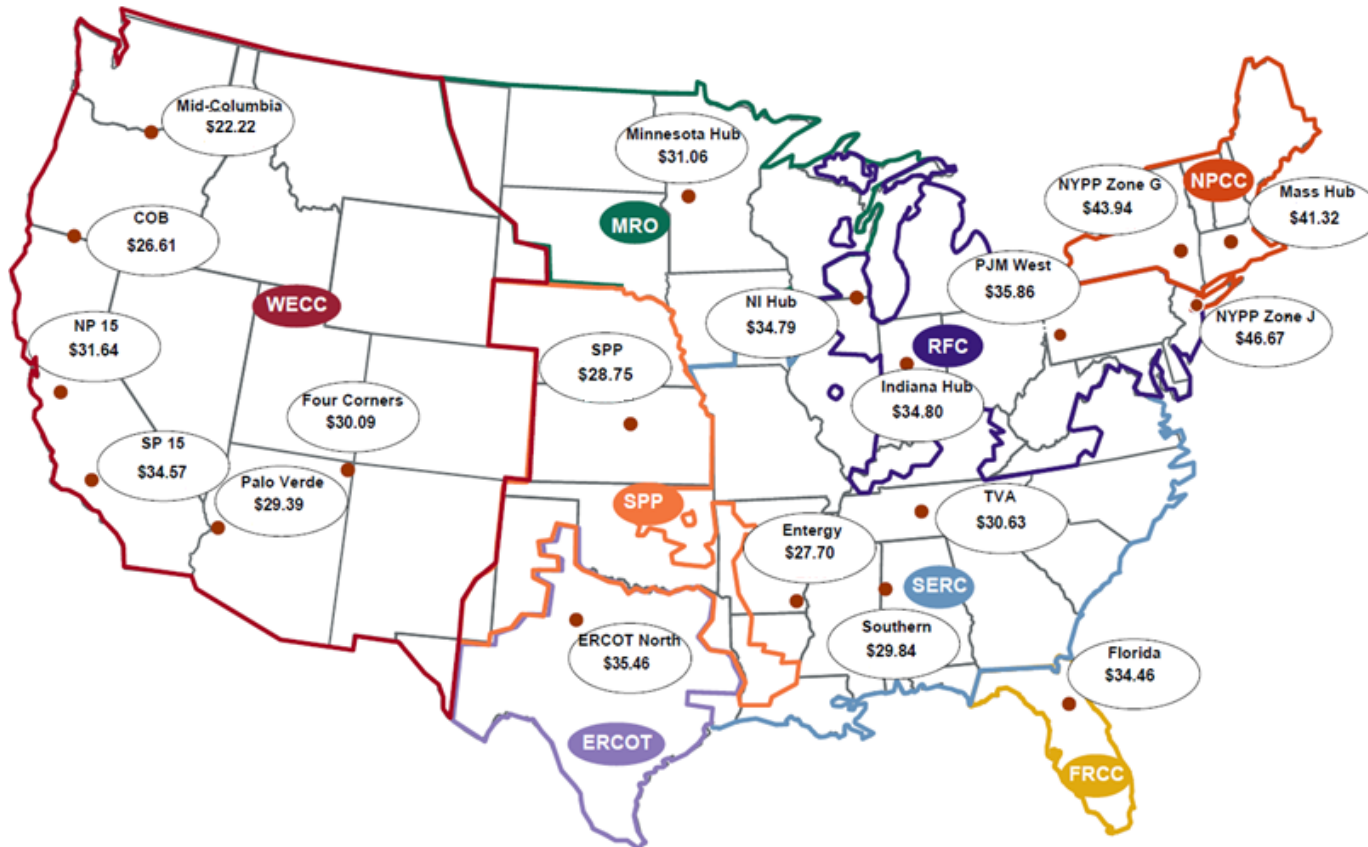 Mid-Columbia
$22.22
Minnesota Hub
$31.06
NYPP Zone G
$43.94
NPCC
Mass Hub
$41.32
COB
$26.61
MRO
PJM West
$35.86
WECC
NI Hub
$34.79
NP 15
$31.64
NYPP Zone J
$46.67
SPP
$28.75
RFC
Indiana Hub
$34.80
Four Corners
$30.09
SP 15
$34.57
Palo Verde
$29.39
SPP
TVA
$30.63
Entergy
$27.70
SERC
Southern
$29.84
ERCOT North
$35.46
Florida
$34.46
ERCOT
FRCC